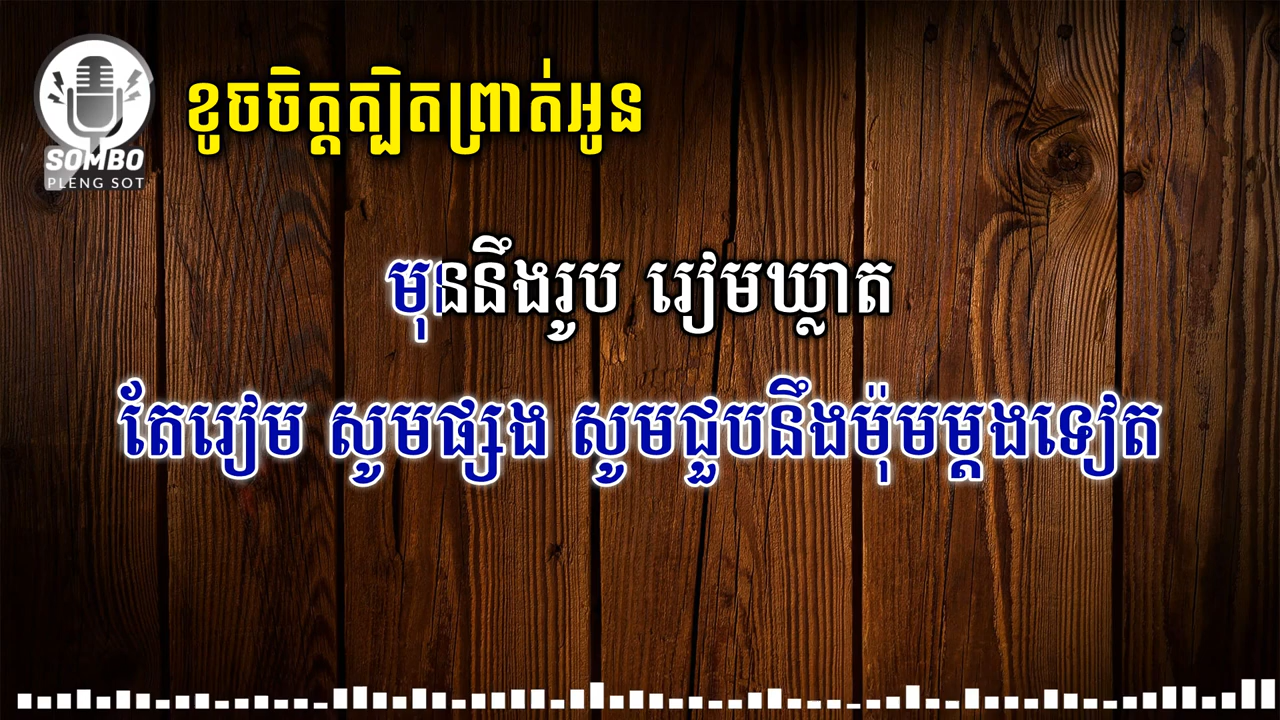 SOMBO
PLENG SOT
ខូចចិត្តត្បិតព្រាត់អូន
មុននឹងរូប រៀមឃ្លាត
តែរៀម សូមផ្សង សូមជួបនឹងម៉ុមម្ដងទៀត